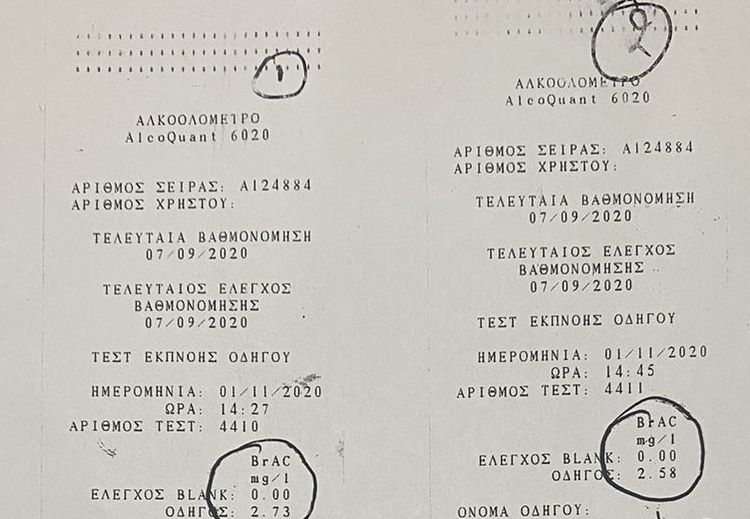 1
ΑΛΚΟΟΛΟΜΕΤΡΟ
AlcoQuant 6020
ΑΡΙΘΜΟΣ ΣΕΙΡΑΣ: A124884
ΑΡΙΘΜΟΣ ΧΡΗΣΤΟΥ:
ΤΕΛΕΥΤΑΙΑ ΒΑΘΜΟΝΟΜΗΣΗ
07/09/2020
ΤΕΛΕΥΤΑΙΟΣ ΕΛΕΓΧΟΣ
ΒΑΘΜΟΝΟΜΗΣΗΣ
07/09/2020
ΤΕΣΤ ΕΚΠΝΟΗΣ ΟΔΗΓΟΥ
ΗΜΕΡΟΜΗΝΙΑ: 01/11/2020
ΩΡΑ: 14:27
ΑΡΙΘΜΟΣ ΤΕΣΤ: 4410
BrAC
mg/l
ΕΛΕΓΧΟΣ BLANK: 0.00
ΟΔΗΓΟΣ: 2.73
ΑΛΚΟΟΛΟΜΕΤΡΟ
AlcoQuant 6020
ΑΡΙΘΜΟΣ ΣΕΙΡΑΣ: A124884
ΑΡΙΘΜΟΣ ΧΡΗΣΤΟΥ:
ΤΕΛΕΥΤΑΙΑ ΒΑΘΜΟΝΟΜΗΣΗ
07/09/2020
ΤΕΛΕΥΤΑΙΟΣ ΕΛΕΓΧΟΣ
ΒΑΘΜΟΝΟΜΗΣΗΣ
07/09/2020
ΤΕΣΤ ΕΚΠΝΟΗΣ ΟΔΗΓΟΥ
ΗΜΕΡΟΜΗΝΙΑ: 01/11/2020
ΩΡΑ: 14:45
ΑΡΙΘΜΟΣ ΤΕΣΤ: 4411
BrAC
mg/l
ΕΛΕΓΧΟΣ BLANK: 0.00
ΟΔΗΓΟΣ: 2.58
ΟΝΟΜΑ ΟΔΗΓΟΥ: